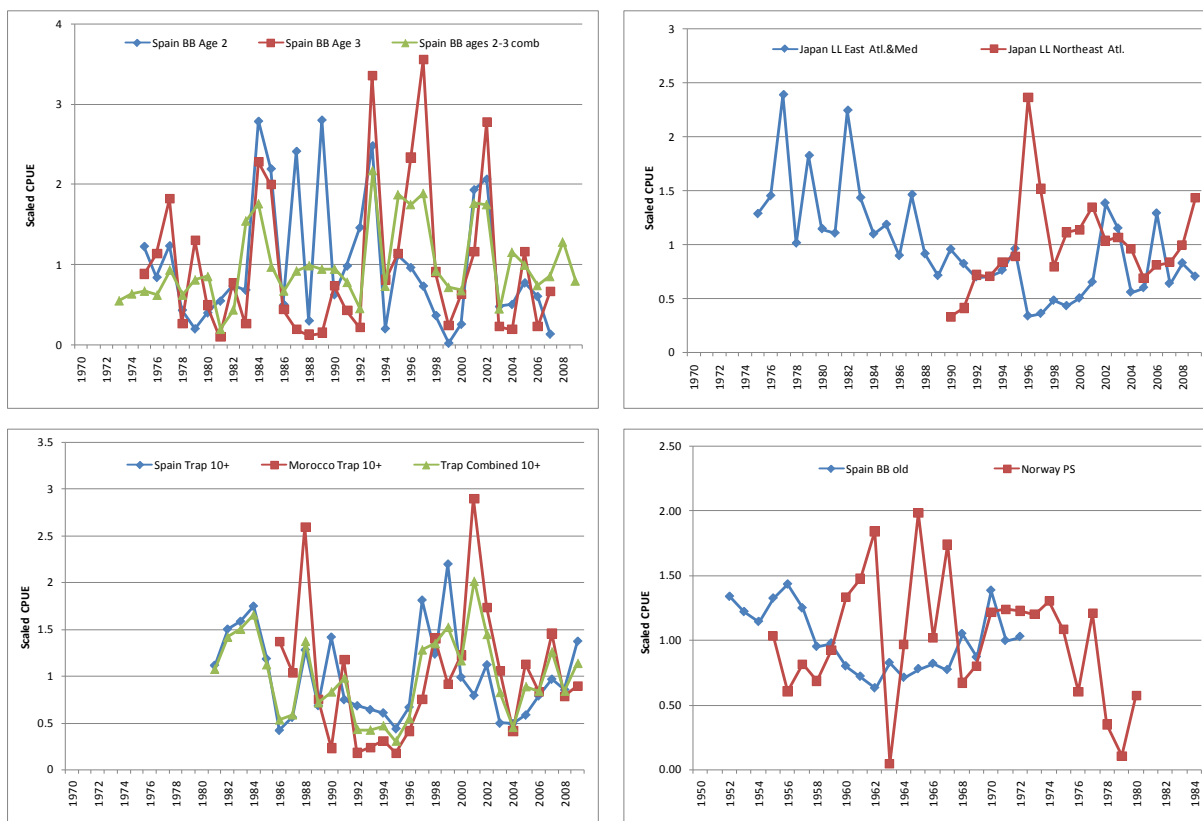 Spain BB Age 2 Spain BB Age 3 Spain BB ages 2-3 comb
Scaled CPUE
4
3
2
1
0
1970 1972 1974 1976 1978 1980 1982 1984 1986 1988 1990 1992 1994 1996 1998 2000 2002 2004 2006 2008
Japan LL East Atl.&Med Japan LL Northeast Atl.
Scaled CPUE
3
2.5
2
1.5
1
0.5
0
1970 1972 1974 1976 1978 1980 1982 1984 1986 1988 1990 1992 1994 1996 1998 2000 2002 2004 2006 2008
Spain Trap 10+ Morocco Trap 10+ Trap Combined 10+
Scaled CPUE
3.5
3
2.5
2
1.5
1
0.5
0
1970 1972 1974 1976 1978 1980 1982 1984 1986 1988 1990 1992 1994 1996 1998 2000 2002 2004 2006 2008
Spain BB old Norway PS
Scaled CPUE
2.50
2.00
1.50
1.00
0.50
0.00
1950 1952 1954 1956 1958 1960 1962 1964 1966 1968 1970 1972 1974 1976 1978 1980 1982 1984